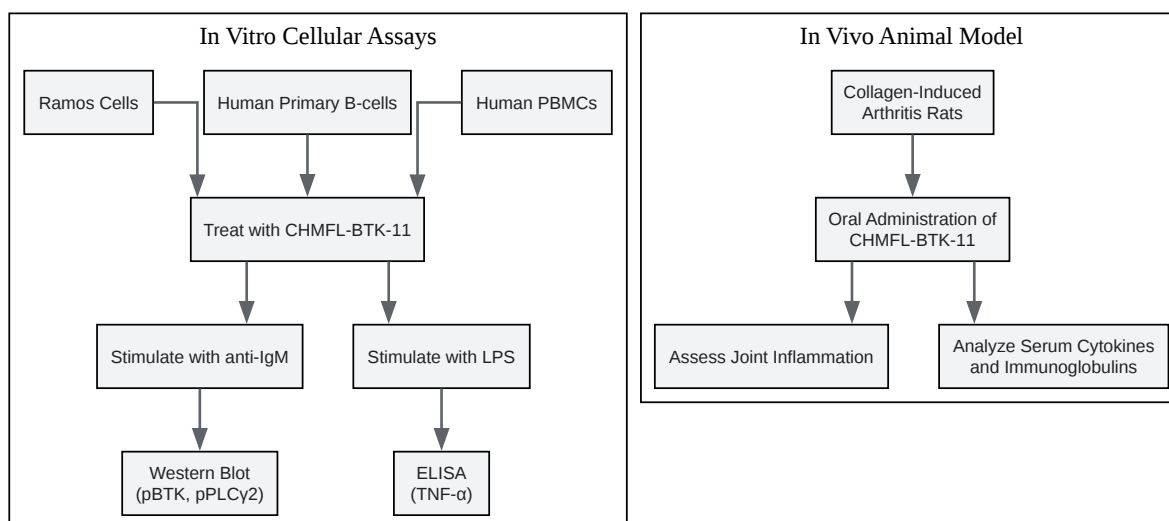 In Vitro Cellular Assays
Ramos Cells
Human Primary B-cells
Human PBMCs
Treat with CHMFL-BTK-11
Stimulate with anti-IgM
Stimulate with LPS
Western Blot
(pBTK, pPLCγ2)
ELISA
(TNF-α)
In Vivo Animal Model
Collagen-Induced
Arthritis Rats
Oral Administration of
CHMFL-BTK-11
Assess Joint Inflammation
Analyze Serum Cytokines
and Immunoglobulins